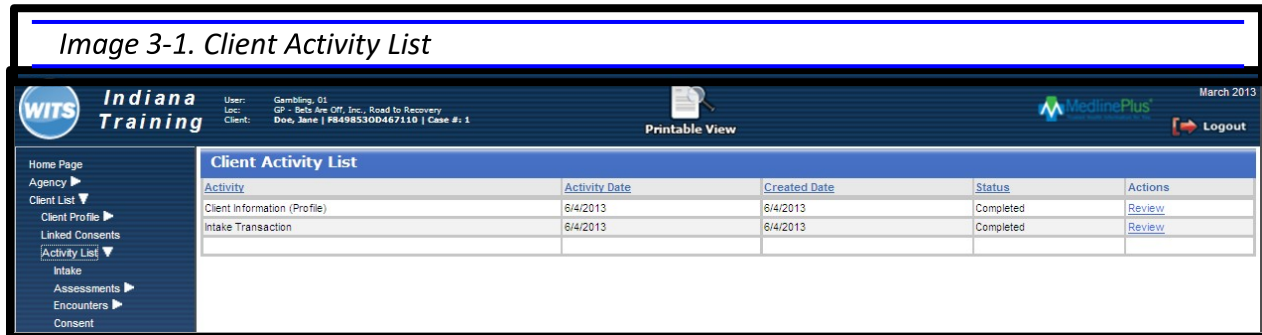 Image 3-1. Client Activity List
WITS
Indiana
Training
User: Gambling, 01
Loc: GP - Bets Are Off, Inc., Road to Recovery
Client: Doe, Jane | FB498530D467110 | Case #: 1
Printable View
MedlinePlus
March 2013
Logout
Home Page
Agency
Client List
Client Profile
Linked Consents
Activity List
Intake
Assessments
Encounters
Consent
Client Activity List
Activity Activity Date Created Date Status Actions
Client Information (Profile) 6/4/2013 6/4/2013 Completed Review
Intake Transaction 6/4/2013 6/4/2013 Completed Review